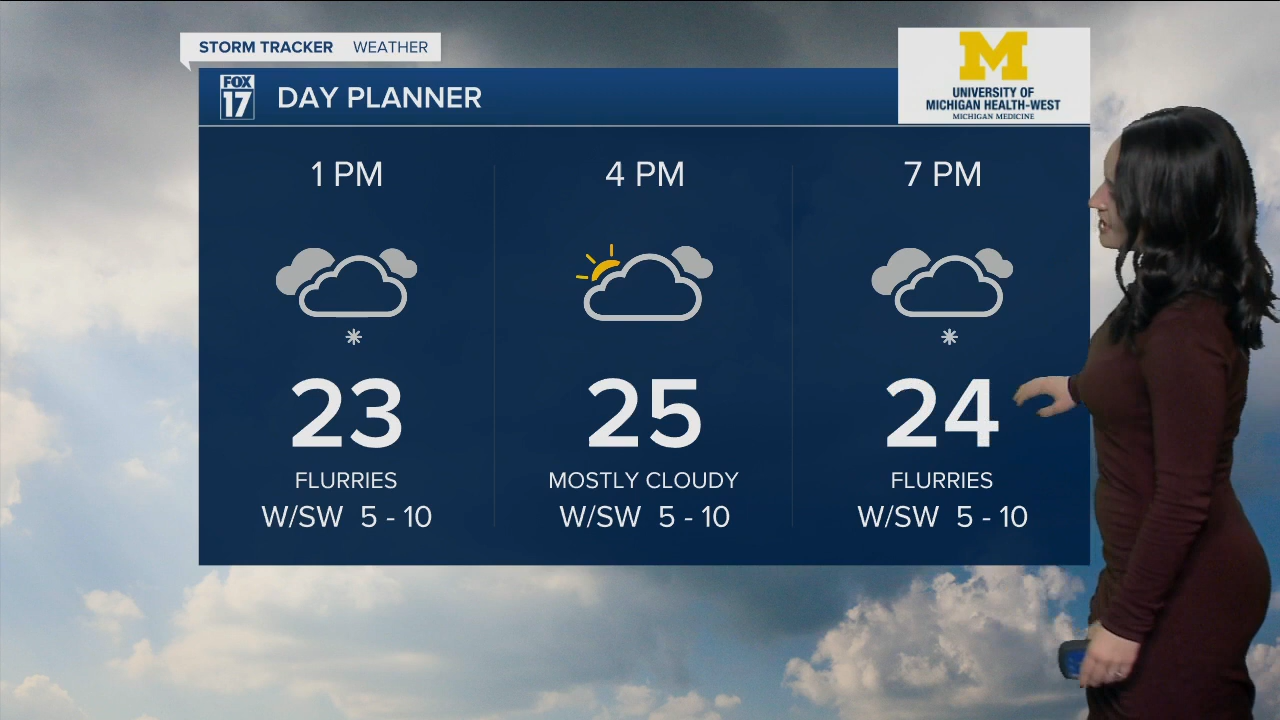 STORM TRACKER WEATHER
FOX
17
DAY PLANNER
M
UNIVERSITY OF
MICHIGAN HEALTH-WEST
MICHIGAN MEDICINE
1 PM
4 PM
7 PM
23
25
24
FLURRIES
MOSTLY CLOUDY
FLURRIES
W/SW 5 - 10
W/SW 5 - 10
W/SW 5 - 10